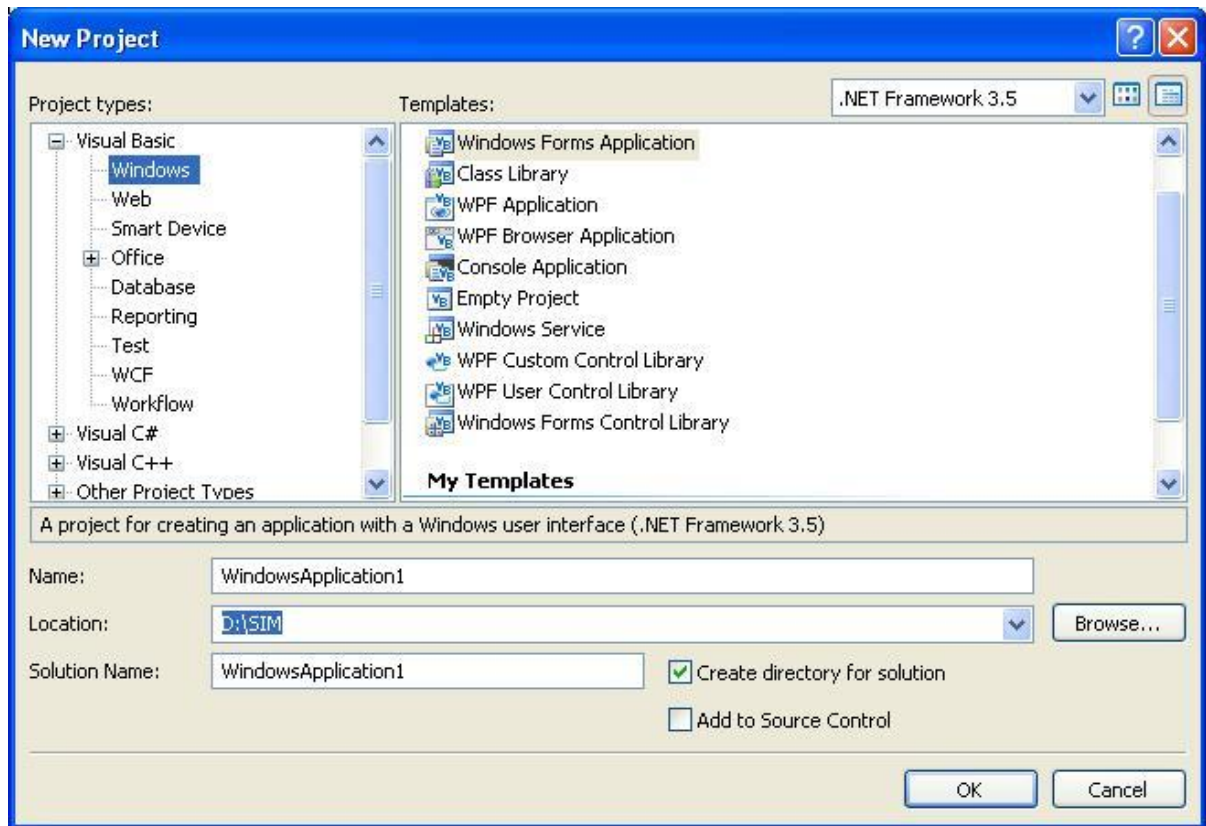 New Project
Project types:
Templates:
.NET Framework 3.5
Visual Basic
Windows
Web
Smart Device
Office
Database
Reporting
Test
WCF
Workflow
Visual C#
Visual C++
Other Project Types
Windows Forms Application
Class Library
WPF Application
WPF Browser Application
Console Application
Empty Project
Windows Service
WPF Custom Control Library
WPF User Control Library
Windows Forms Control Library
My Templates
A project for creating an application with a Windows user interface (.NET Framework 3.5)
Name:
WindowsApplication1
Location:
D:\SIM
Browse...
Solution Name:
WindowsApplication1
Create directory for solution
Add to Source Control
OK
Cancel